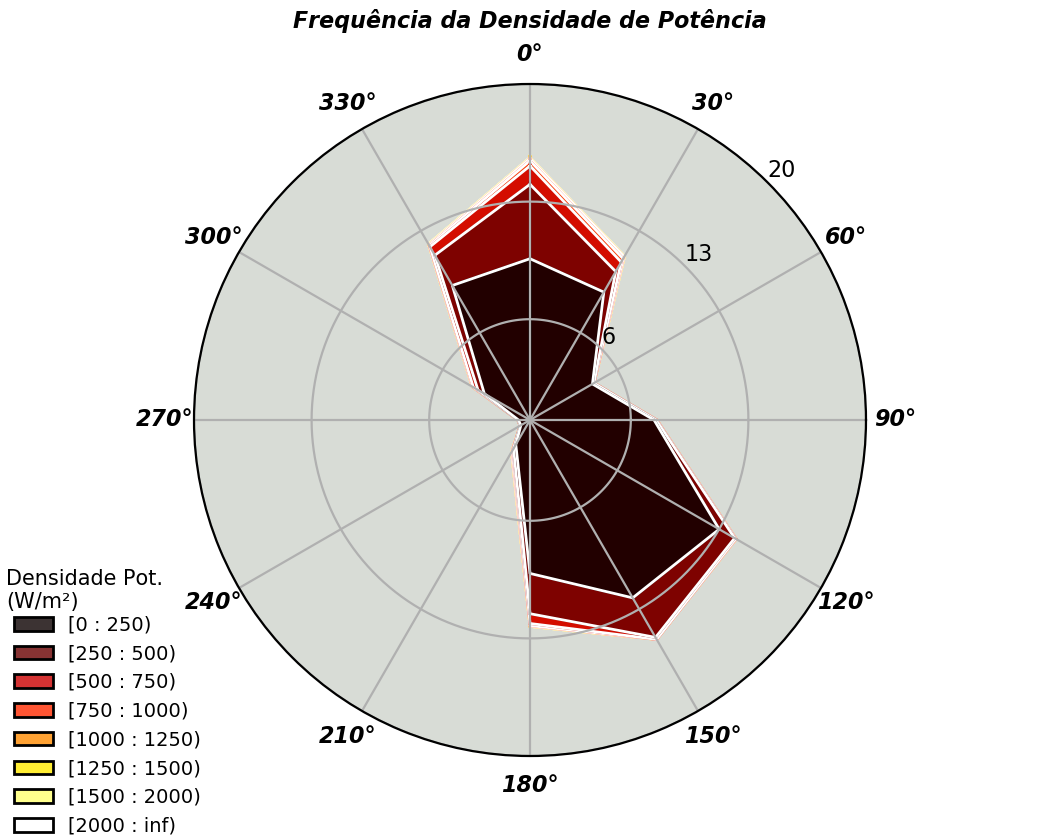 Frequência da Densidade de Potência
0°
330°
30°
20
300°
60°
13
6
270°
90°
240°
120°
210°
150°
180°
Densidade Pot.
(W/m²)
[0 : 250)
[250 : 500)
[500 : 750)
[750 : 1000)
[1000 : 1250)
[1250 : 1500)
[1500 : 2000)
[2000 : inf)